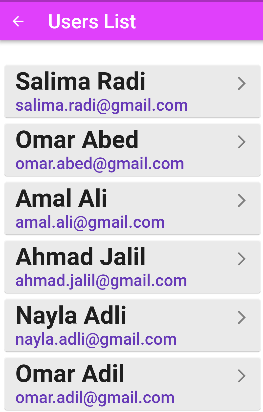 Users List
Salima Radi
salima.radi@gmail.com
Omar Abed
omar.abed@gmail.com
Amal Ali
amal.ali@gmail.com
Ahmad Jalil
ahmad.jalil@gmail.com
Nayla Adli
nayla.adli@gmail.com
Omar Adil
omar.adil@gmail.com